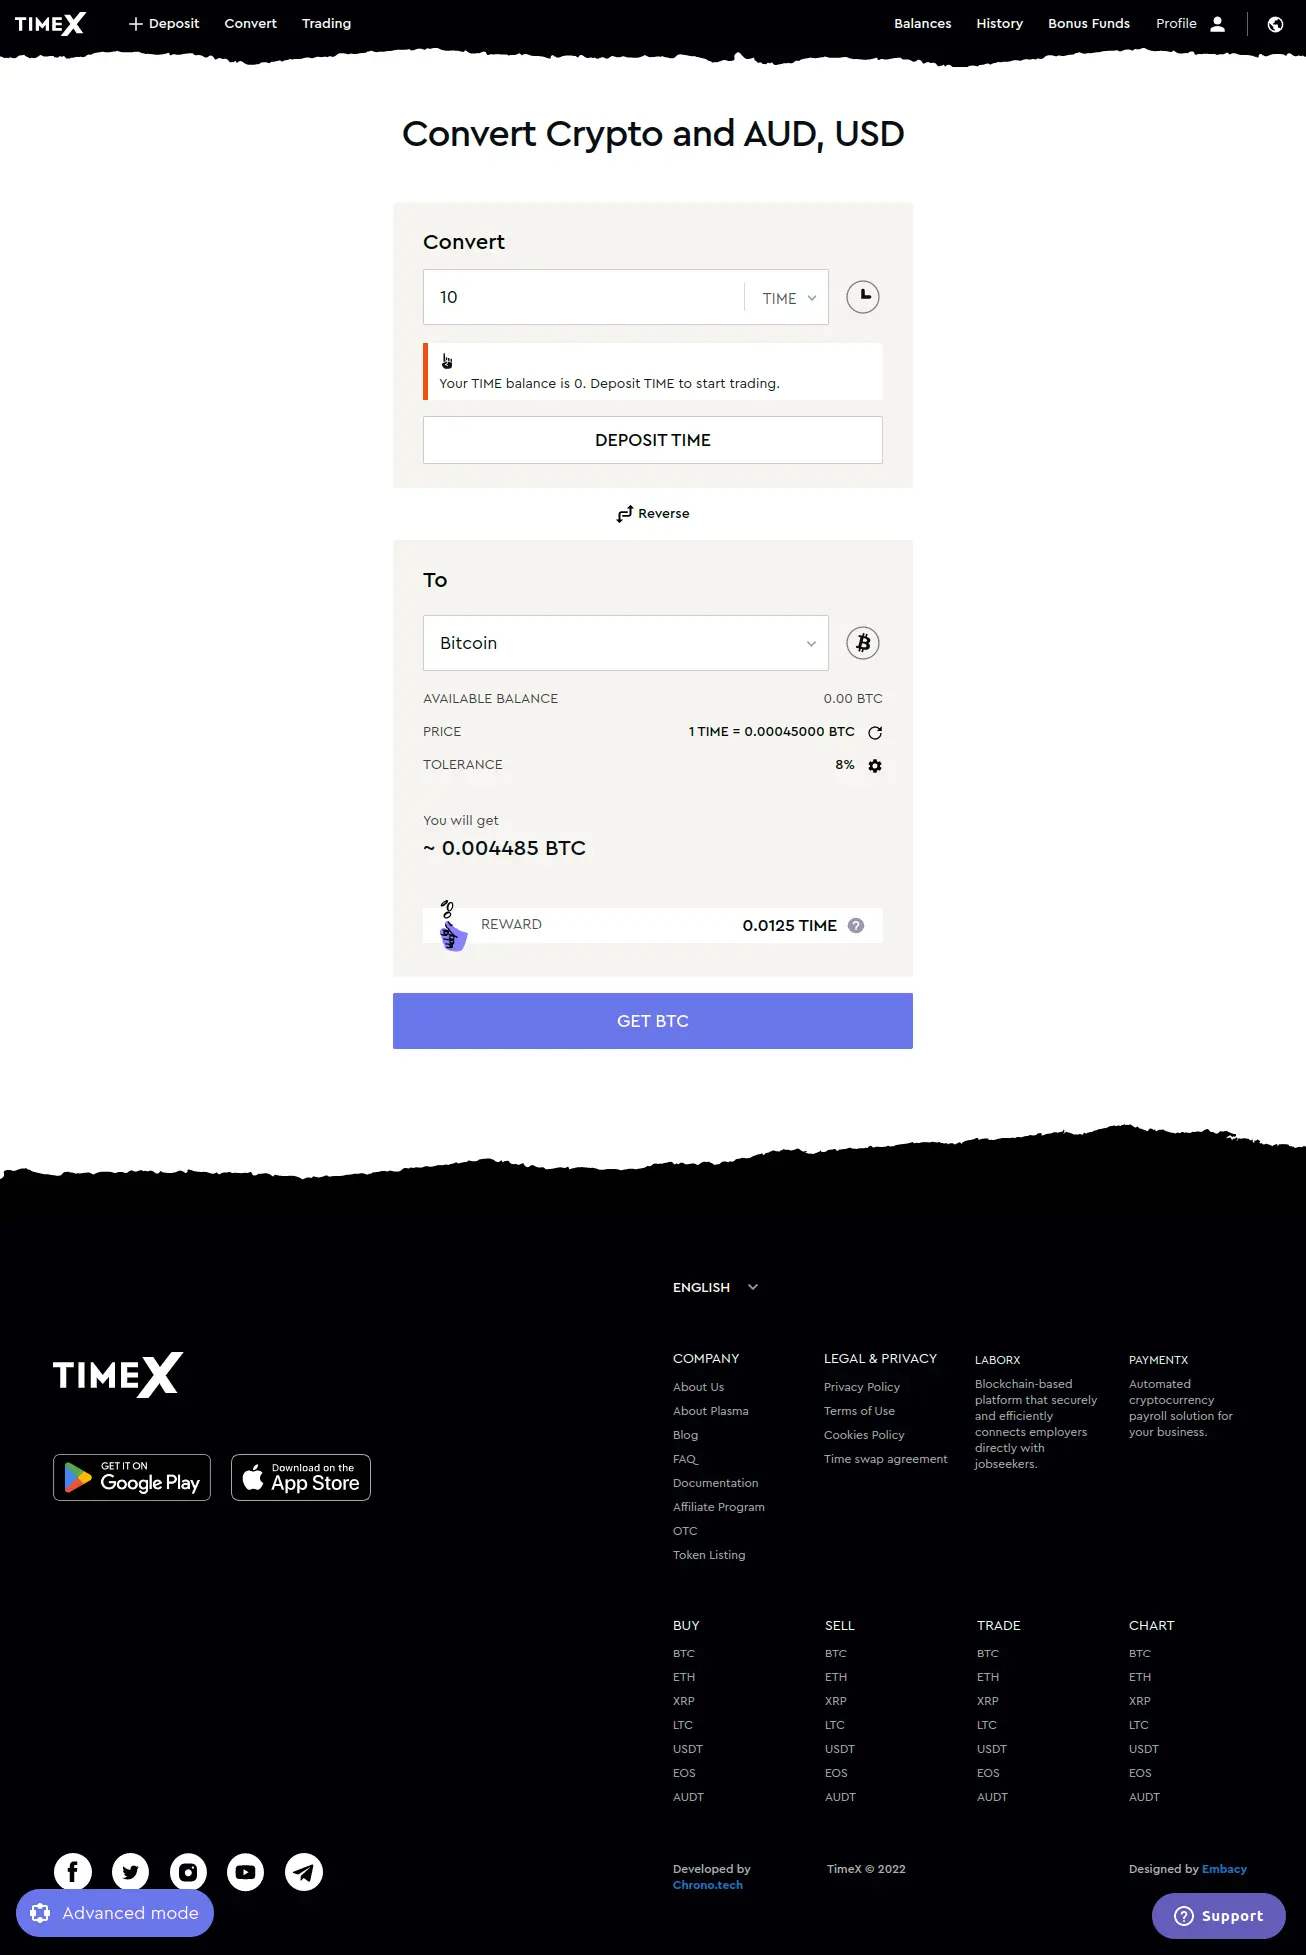 TIMEX
Deposit
Convert
Trading
Balances
History
Bonus Funds
Profile
Convert Crypto and AUD, USD
Convert
10
TIME
Your TIME balance is 0. Deposit TIME to start trading.
DEPOSIT TIME
Reverse
To
Bitcoin
AVAILABLE BALANCE
0.00 BTC
PRICE
1 TIME = 0.00045000 BTC
TOLERANCE
8%
You will get
~ 0.004485 BTC
REWARD
0.0125 TIME
GET BTC
ENGLISH
TIMEX
GET IT ON
Google Play
Download on the
App Store
COMPANY
About Us
About Plasma
Blog
FAQ
Documentation
Affiliate Program
OTC
Token Listing
LEGAL & PRIVACY
Privacy Policy
Terms of Use
Cookies Policy
Time swap agreement
LABORX
Blockchain-based
platform that securely
and efficiently
connects employers
directly with
jobseekers.
PAYMENTX
Automated
cryptocurrency
payroll solution for
your business.
BUY
BTC
ETH
XRP
LTC
USDT
EOS
AUDT
SELL
BTC
ETH
XRP
LTC
USDT
EOS
AUDT
TRADE
BTC
ETH
XRP
LTC
USDT
EOS
AUDT
CHART
BTC
ETH
XRP
LTC
USDT
EOS
AUDT
Developed by
Chrono.tech
TimeX © 2022
Designed by Embacy
Advanced mode
Support